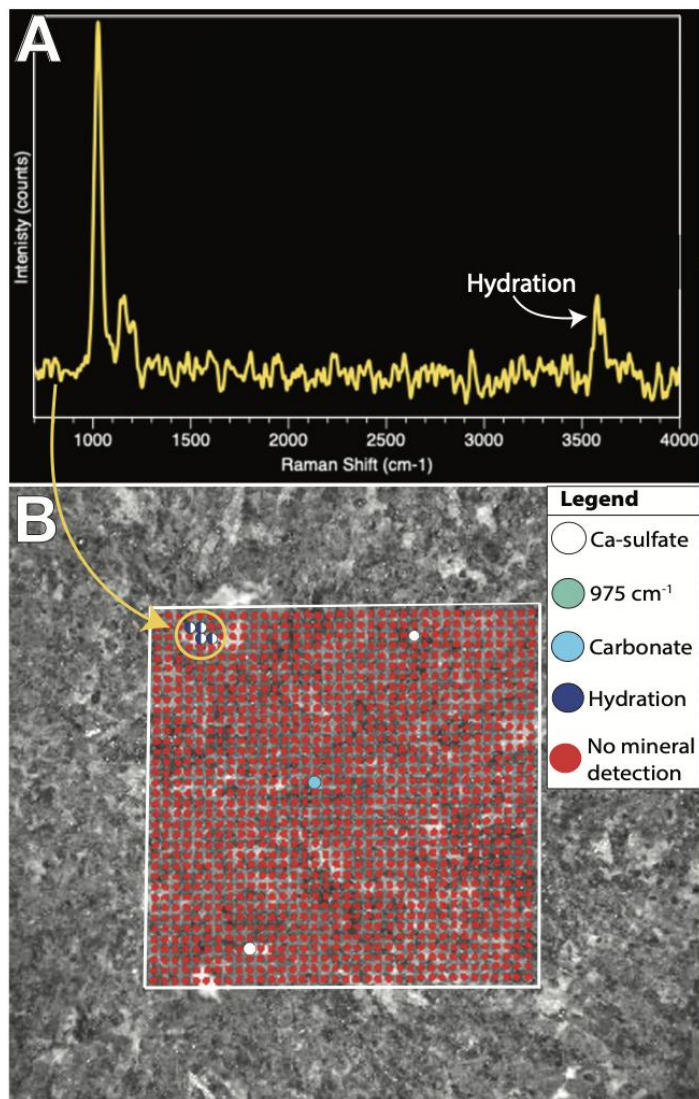 A
Intenisty (counts)
Hydration
1000 1500 2000 2500 3000 3500 4000
Raman Shift (cm-1)
B
Legend
Ca-sulfate
975 cm⁻¹
Carbonate
Hydration
No mineral
detection